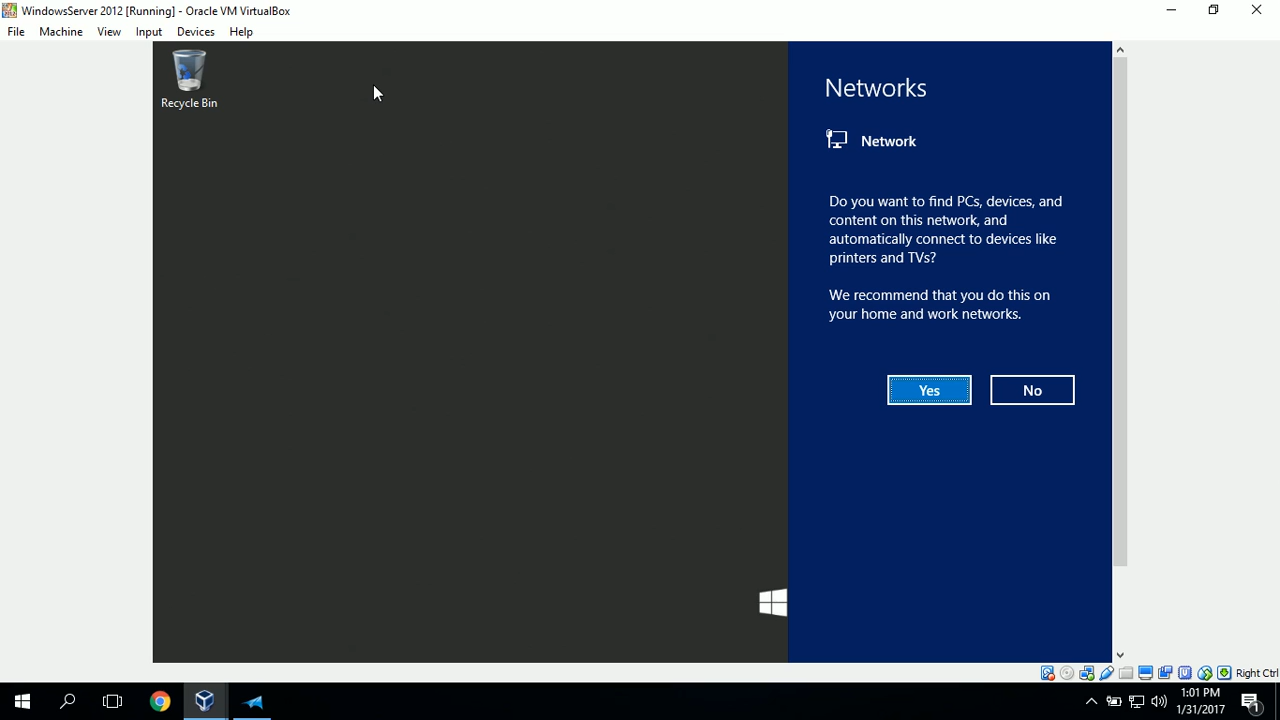 WindowsServer 2012 [Running] - Oracle VM VirtualBox
File Machine View Input Devices Help
Recycle Bin
Networks
Network
Do you want to find PCs, devices, and
content on this network, and
automatically connect to devices like
printers and TVs?
We recommend that you do this on
your home and work networks.
Yes No
Right Ctrl
1:01 PM
1/31/2017
1